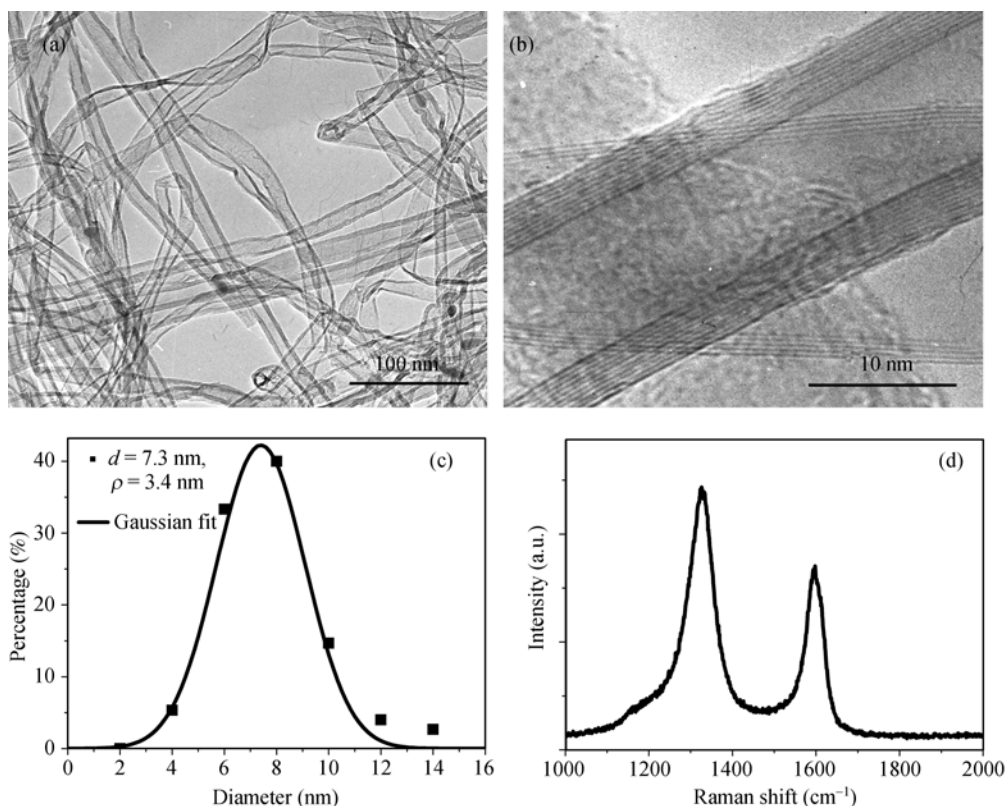 (a)
100 nm
(b)
10 nm
(c)
d = 7.3 nm,
ρ = 3.4 nm
Gaussian fit
Percentage (%)
40
30
20
10
0
0 2 4 6 8 10 12 14 16
Diameter (nm)
(d)
Intensity (a.u.)
1000 1200 1400 1600 1800 2000
Raman shift (cm⁻¹)